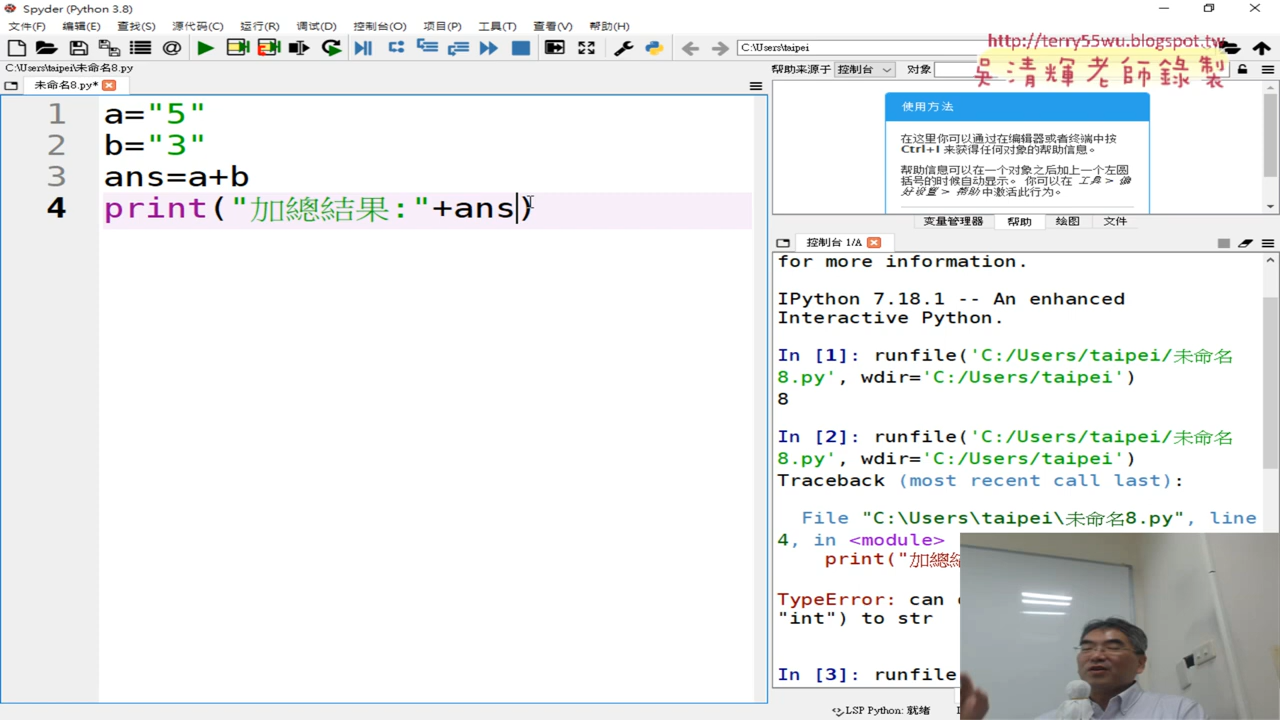 Spyder (Python 3.8)
文件(F) 编辑(E) 查找(S) 源代码(C) 运行(R) 调试(D) 控制台(O) 项目(P) 工具(T) 查看(V) 帮助(H)
C:\Users\taipei
http://terry55wu.blogspot.tw
吳清輝老師錄製
C:\Users\taipei\未命名8.py
未命名8.py*
帮助来源于 控制台 对象
1 a="5"
2 b="3"
3 ans=a+b
4 print("加總結果:"+ans)
使用方法
在这里你可以通过在编辑器或者终端中按
Ctrl+I 来获得任何对象的帮助信息。
帮助信息可以在一个对象之后加上一个左圆
括号的时候自动显示。 你可以在 工具 > 偏
好设置 > 帮助 中激活此行为。
变量管理器 帮助 绘图 文件
控制台 1/A
for more information.
IPython 7.18.1 -- An enhanced
Interactive Python.
In [1]: runfile('C:/Users/taipei/未命名
8.py', wdir='C:/Users/taipei')
8
In [2]: runfile('C:/Users/taipei/未命名
8.py', wdir='C:/Users/taipei')
Traceback (most recent call last):
File "C:\Users\taipei\未命名8.py", line
4, in <module>
print("加總結
TypeError: can
"int") to str
In [3]: runfile
LSP Python: 就绪